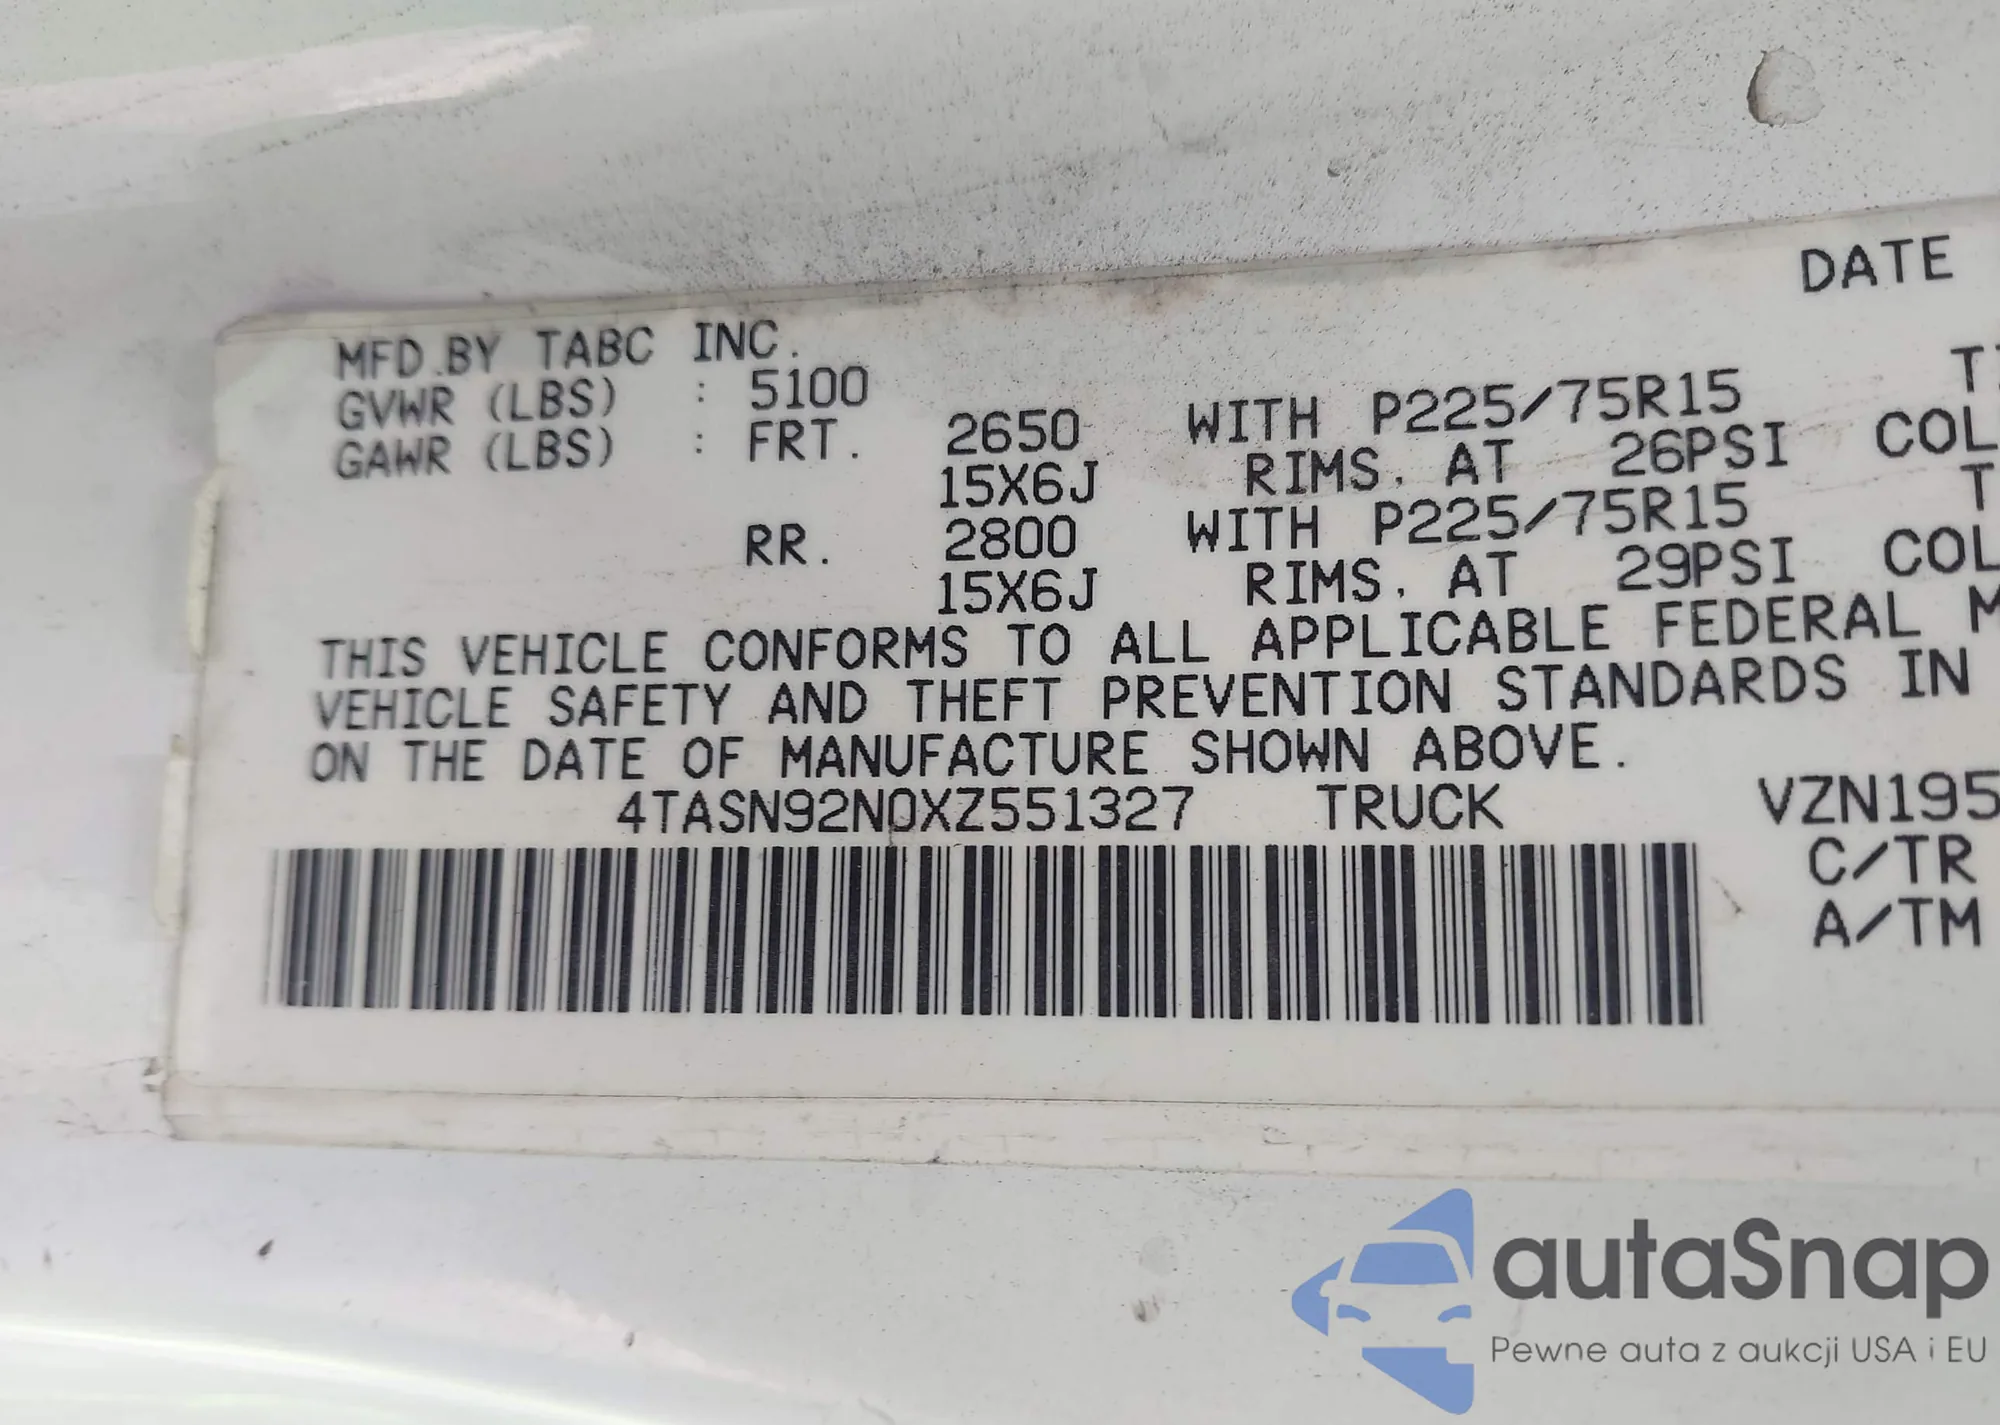 DATE
MFD.BY TABC INC.
GVWR (LBS) : 5100
GAWR (LBS) : FRT. 2650 WITH P225/75R15
15X6J RIMS, AT 26PSI COL
RR. 2800 WITH P225/75R15
15X6J RIMS, AT 29PSI COL
THIS VEHICLE CONFORMS TO ALL APPLICABLE FEDERAL M
VEHICLE SAFETY AND THEFT PREVENTION STANDARDS IN
ON THE DATE OF MANUFACTURE SHOWN ABOVE.
4TASN92N0XZ551327 TRUCK VZN195
C/TR
A/TM
autaSnap
Pewne auta z aukcji USA i EU